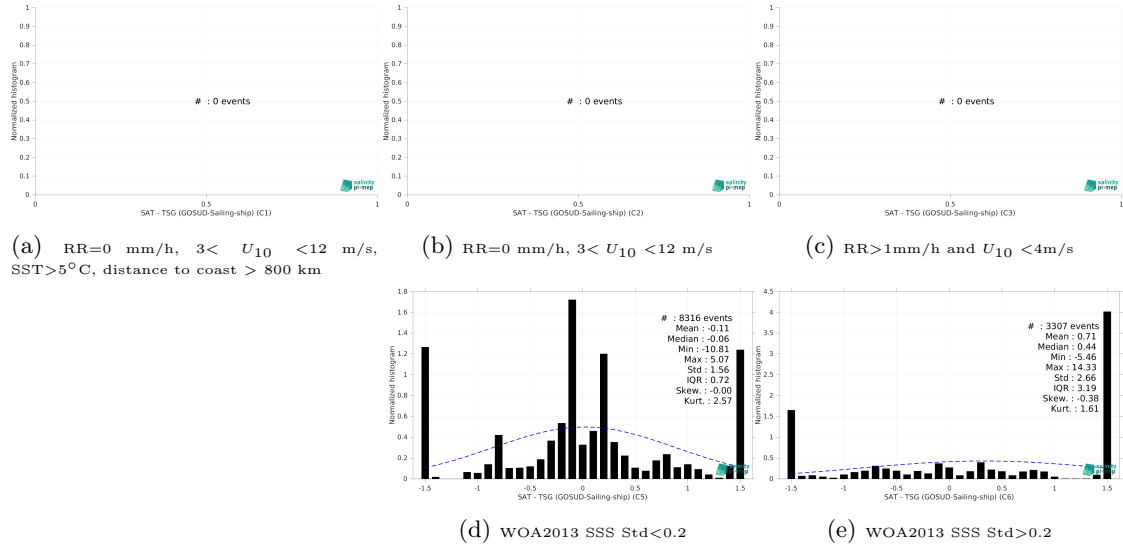 1
0.9
0.8
0.7
0.6
0.5
0.4
0.3
0.2
0.1
0
Normalized histogram
# : 0 events
0 0.5 1
SAT - TSG (GOSUD-Sailing-ship) (C1)
salinity
pi-mep
1
0.9
0.8
0.7
0.6
0.5
0.4
0.3
0.2
0.1
0
Normalized histogram
# : 0 events
0 0.5 1
SAT - TSG (GOSUD-Sailing-ship) (C2)
salinity
pi-mep
1
0.9
0.8
0.7
0.6
0.5
0.4
0.3
0.2
0.1
0
Normalized histogram
# : 0 events
0 0.5 1
SAT - TSG (GOSUD-Sailing-ship) (C3)
salinity
pi-mep
(a) RR=0 mm/h, 3< U10 <12 m/s,
SST>5°C, distance to coast > 800 km
(b) RR=0 mm/h, 3< U10 <12 m/s
(c) RR>1mm/h and U10 <4m/s
1.8
1.6
1.4
1.2
1
0.8
0.6
0.4
0.2
0
Normalized histogram
# : 8316 events
Mean : -0.11
Median : -0.06
Min : -10.81
Max : 5.07
Std : 1.56
IQR : 0.72
Skew. : -0.00
Kurt. : 2.57
-1.5 -1 -0.5 0 0.5 1 1.5
SAT - TSG (GOSUD-Sailing-ship) (C5)
4.5
4
3.5
3
2.5
2
1.5
1
0.5
0
Normalized histogram
# : 3307 events
Mean : 0.71
Median : 0.44
Min : -5.46
Max : 14.33
Std : 2.66
IQR : 3.19
Skew. : -0.38
Kurt. : 1.61
-1.5 -1 -0.5 0 0.5 1 1.5
SAT - TSG (GOSUD-Sailing-ship) (C6)
(d) WOA2013 SSS Std<0.2
(e) WOA2013 SSS Std>0.2